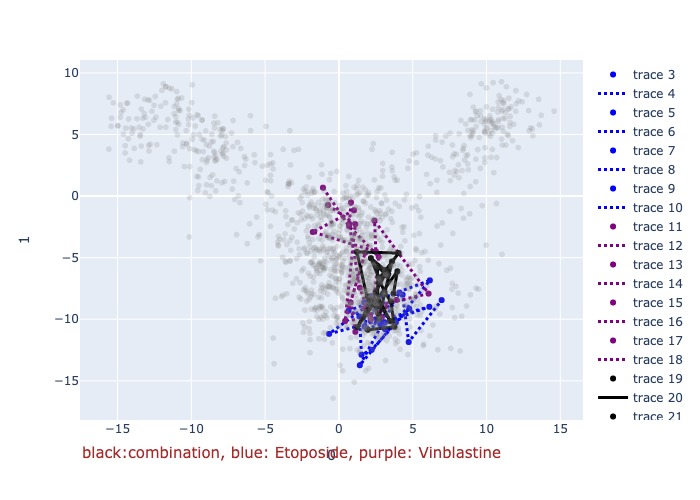 10
5
0
−5
−10
−15
1
−15
−10
−5
0
5
10
15
0
black:combination, blue: Etoposide, purple: Vinblastine
trace 3
trace 4
trace 5
trace 6
trace 7
trace 8
trace 9
trace 10
trace 11
trace 12
trace 13
trace 14
trace 15
trace 16
trace 17
trace 18
trace 19
trace 20
trace 21